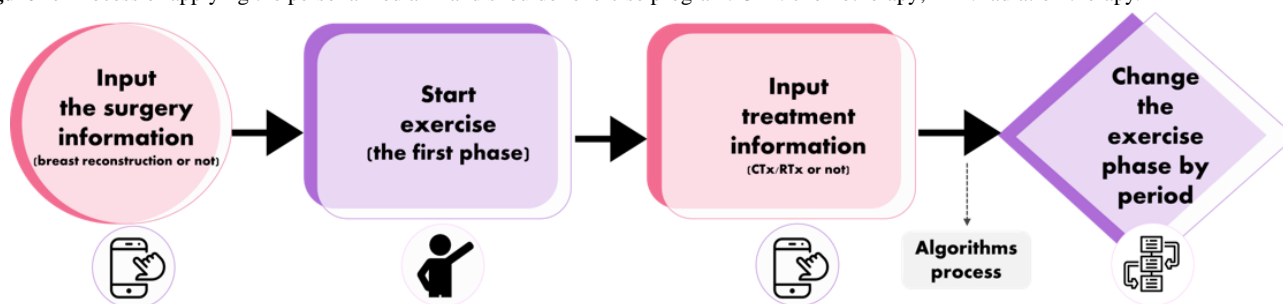 Input
the surgery
information
(breast reconstruction or not)
Start
exercise
(the first phase)
Input
treatment
information
(CTx/RTx or not)
Algorithms
process
Change
the
exercise
phase by
period